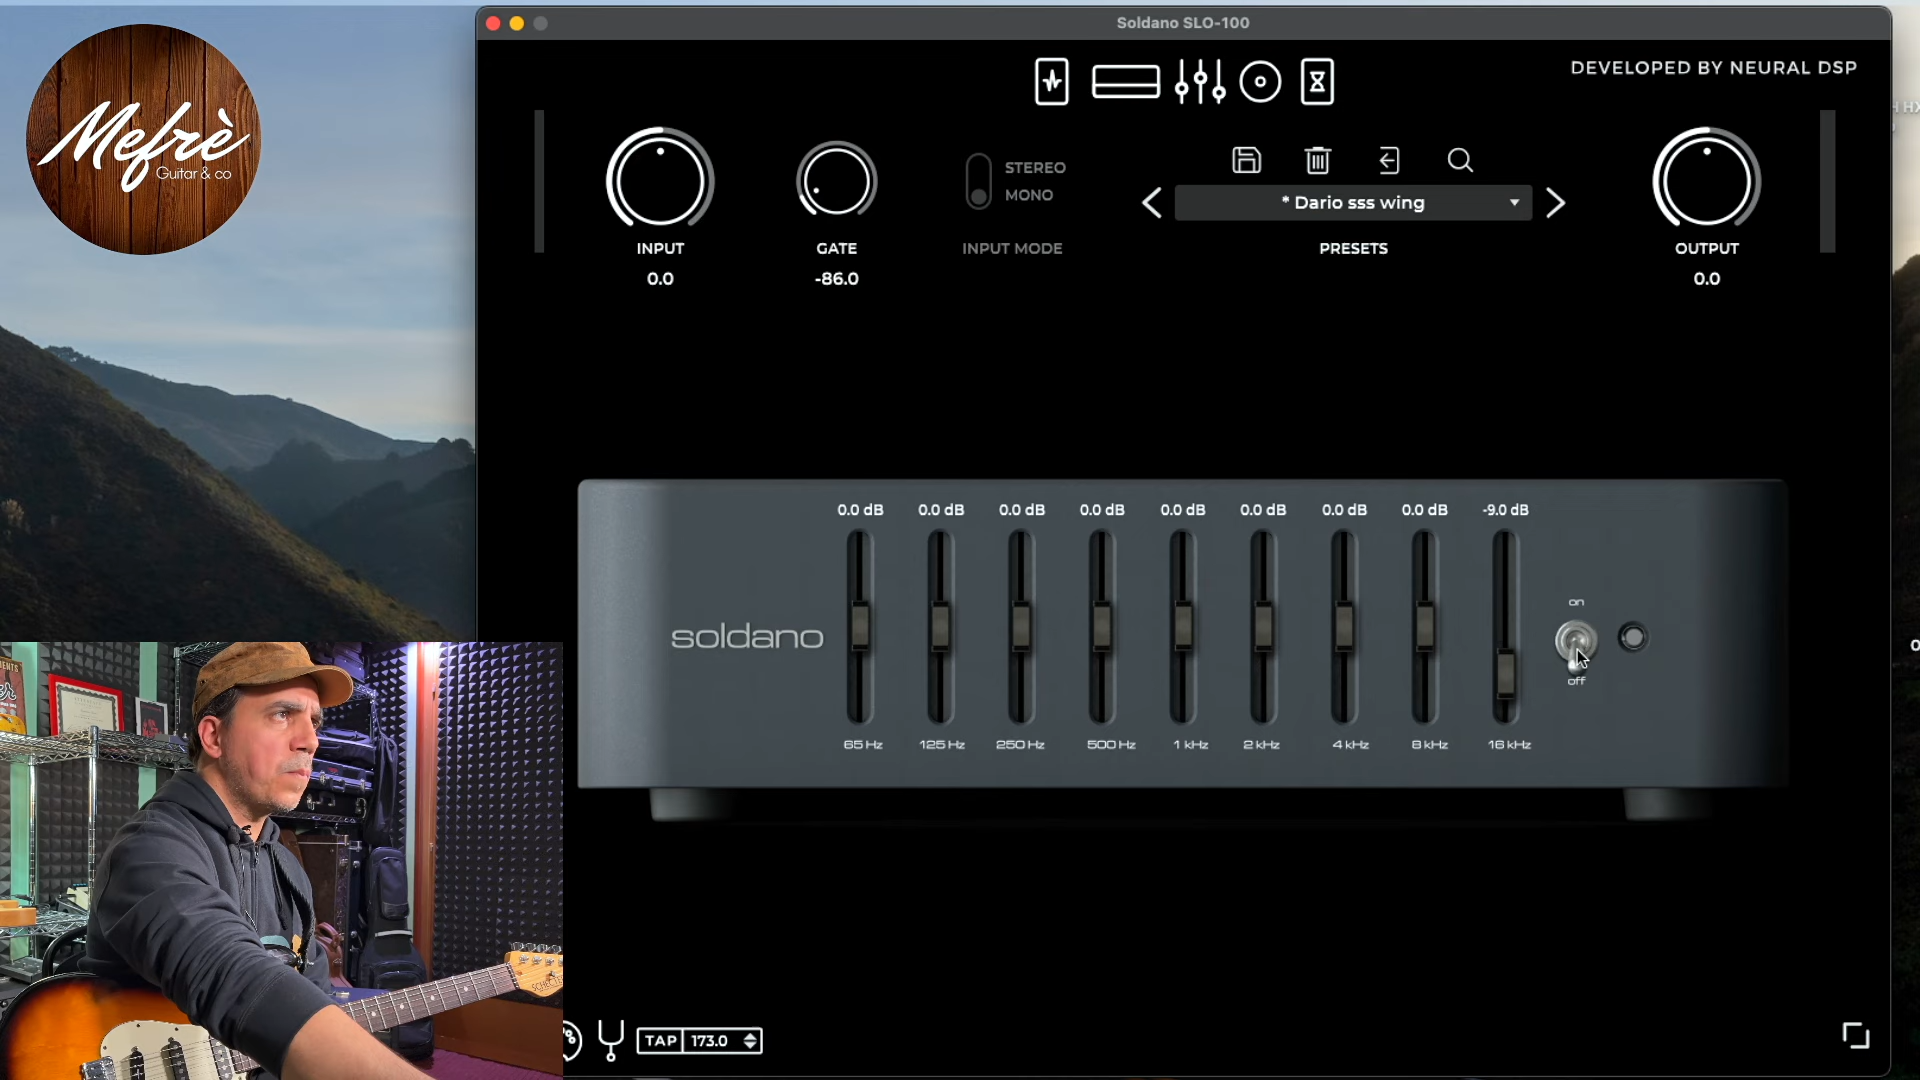 Soldano SLO-100
Mefrè
Guitar & co
DEVELOPED BY NEURAL DSP
STEREO
MONO
* Dario sss wing
INPUT
GATE
INPUT MODE
PRESETS
OUTPUT
0.0
-86.0
0.0
0.0 dB 0.0 dB 0.0 dB 0.0 dB 0.0 dB 0.0 dB 0.0 dB 0.0 dB -9.0 dB
on
soldano
off
65 Hz 125 Hz 250 Hz 500 Hz 1 kHz 2 kHz 4 kHz 8 kHz 16 kHz
TAP 173.0